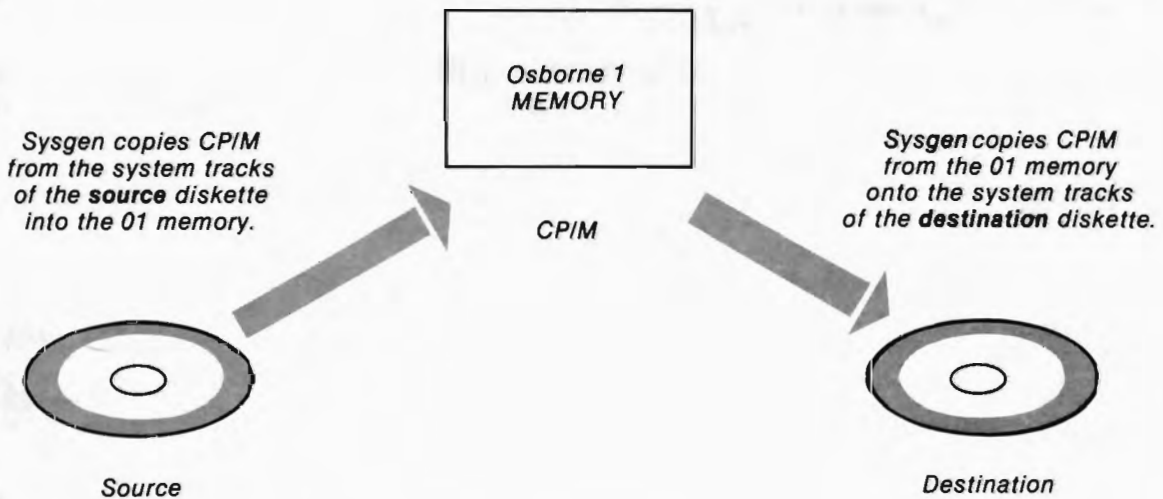 Osborne 1
MEMORY
Sysgen copies CP/M
from the system tracks
of the source diskette
into the 01 memory.
CP/M
Sysgen copies CP/M
from the 01 memory
onto the system tracks
of the destination diskette.
Source
Destination